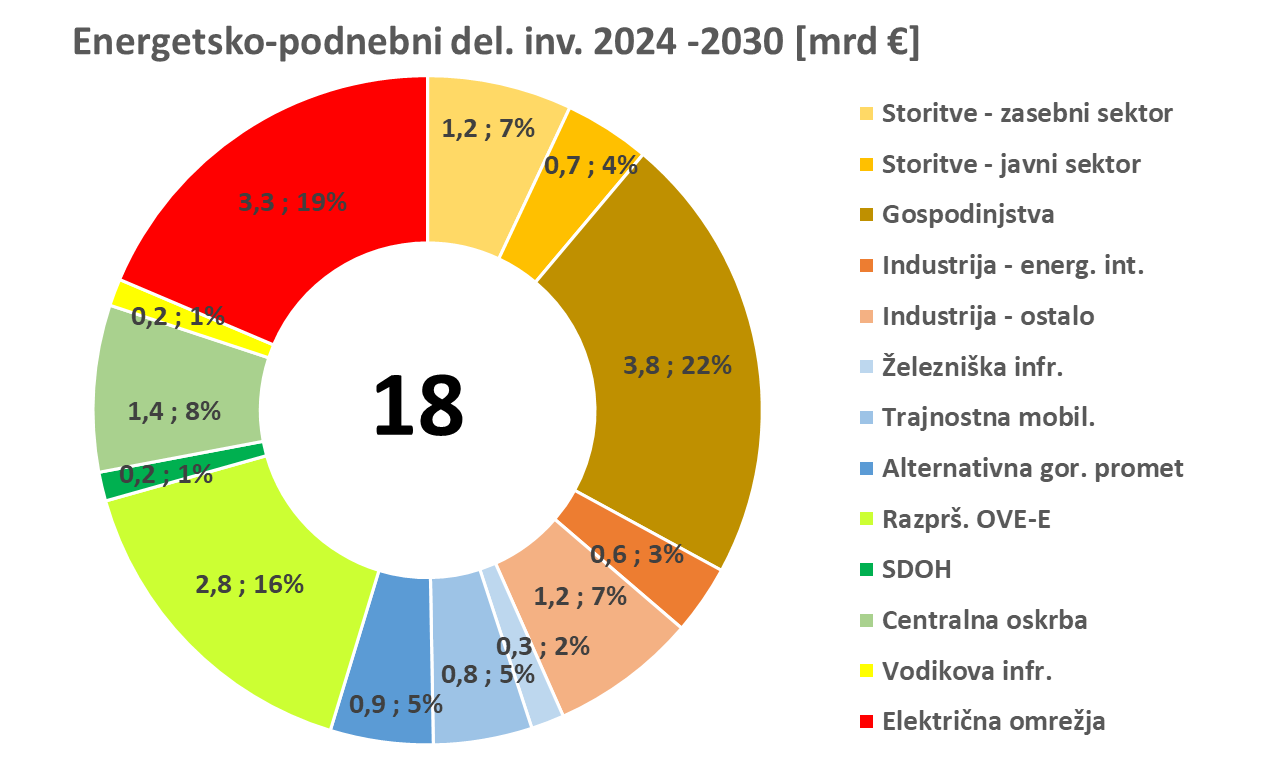 Energetsko-podnebni del. inv. 2024 -2030 [mrd €]
1,2 ; 7%
0,7 ; 4%
3,8 ; 22%
0,6 ; 3%
1,2 ; 7%
0,3 ; 2%
0,8 ; 5%
0,9 ; 5%
2,8 ; 16%
0,2 ; 1%
1,4 ; 8%
0,2 ; 1%
3,3 ; 19%
18
Storitve - zasebni sektor
Storitve - javni sektor
Gospodinjstva
Industrija - energ. int.
Industrija - ostalo
Železniška infr.
Trajnostna mobil.
Alternativna gor. promet
Razprš. OVE-E
SDOH
Centralna oskrba
Vodikova infr.
Električna omrežja